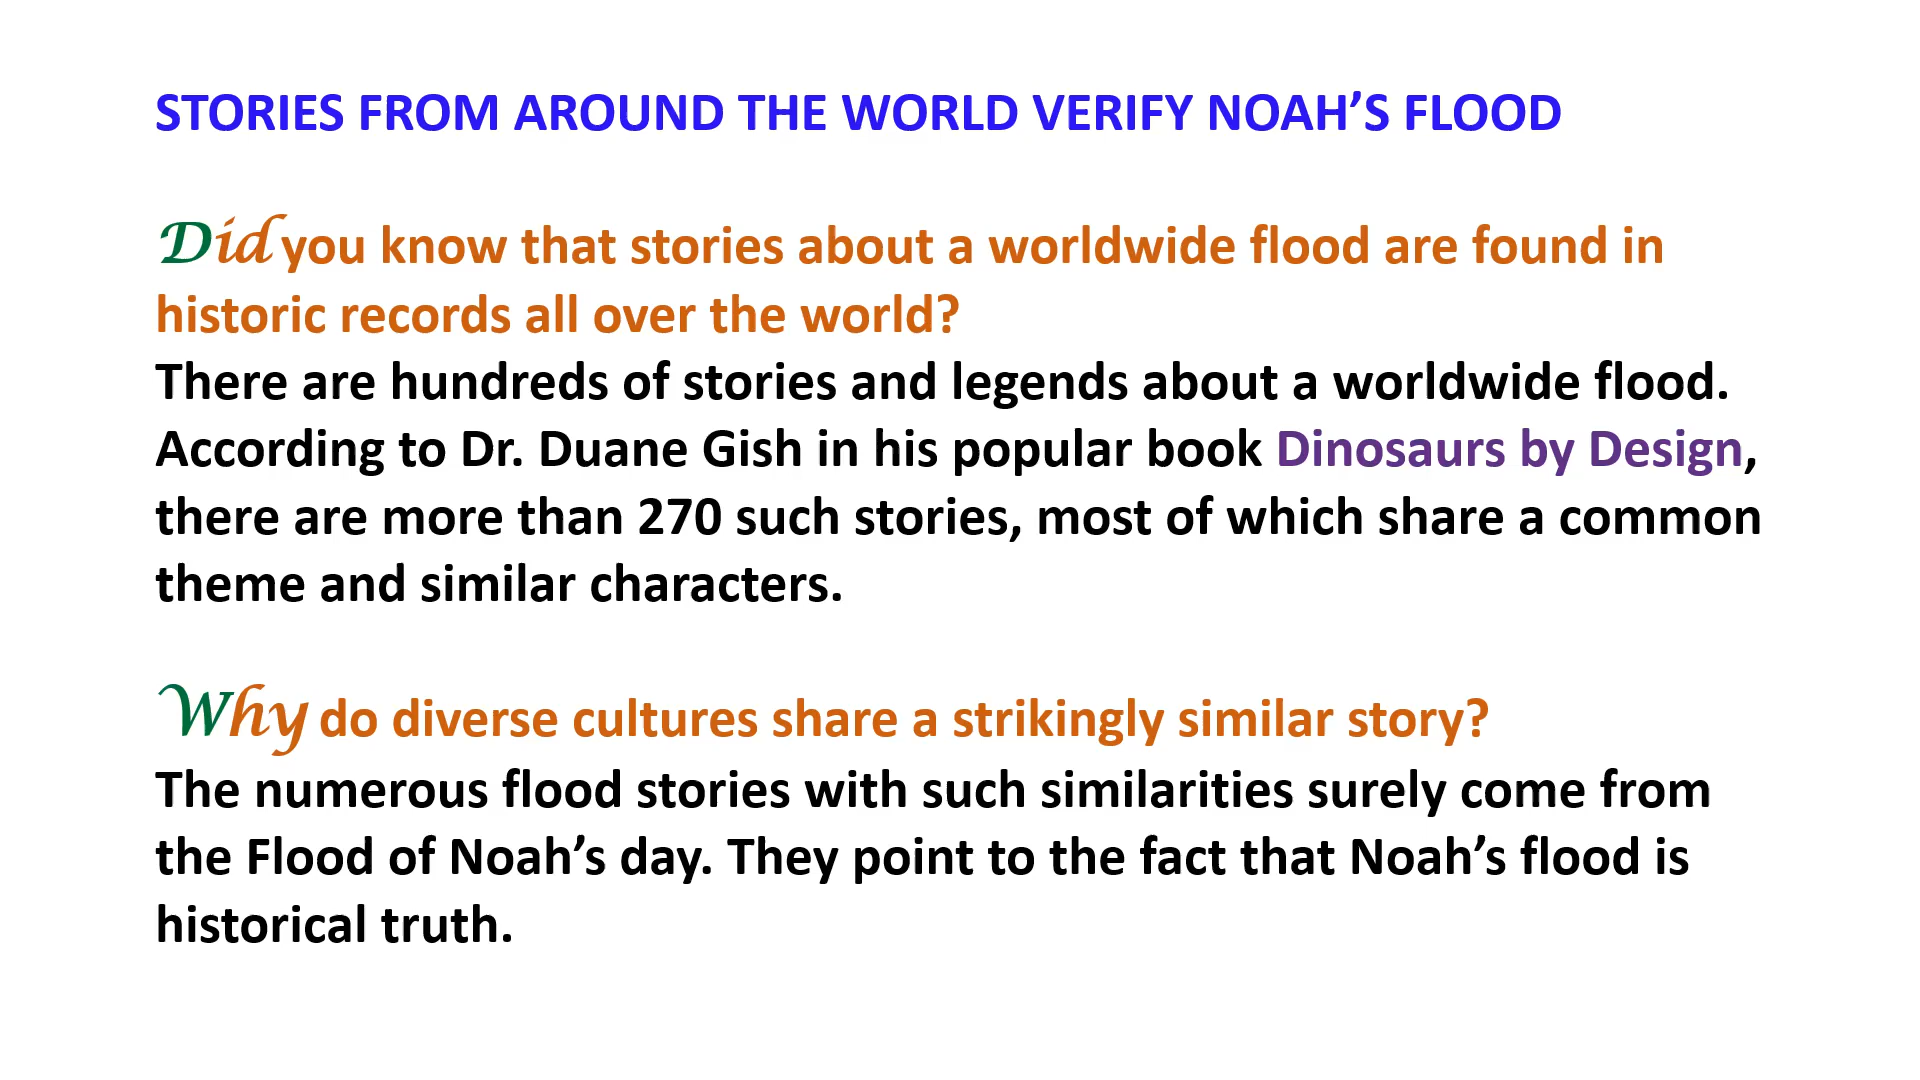 STORIES FROM AROUND THE WORLD VERIFY NOAH’S FLOOD
Did you know that stories about a worldwide flood are found in
historic records all over the world?
There are hundreds of stories and legends about a worldwide flood.
According to Dr. Duane Gish in his popular book Dinosaurs by Design,
there are more than 270 such stories, most of which share a common
theme and similar characters.
Why do diverse cultures share a strikingly similar story?
The numerous flood stories with such similarities surely come from
the Flood of Noah’s day. They point to the fact that Noah’s flood is
historical truth.